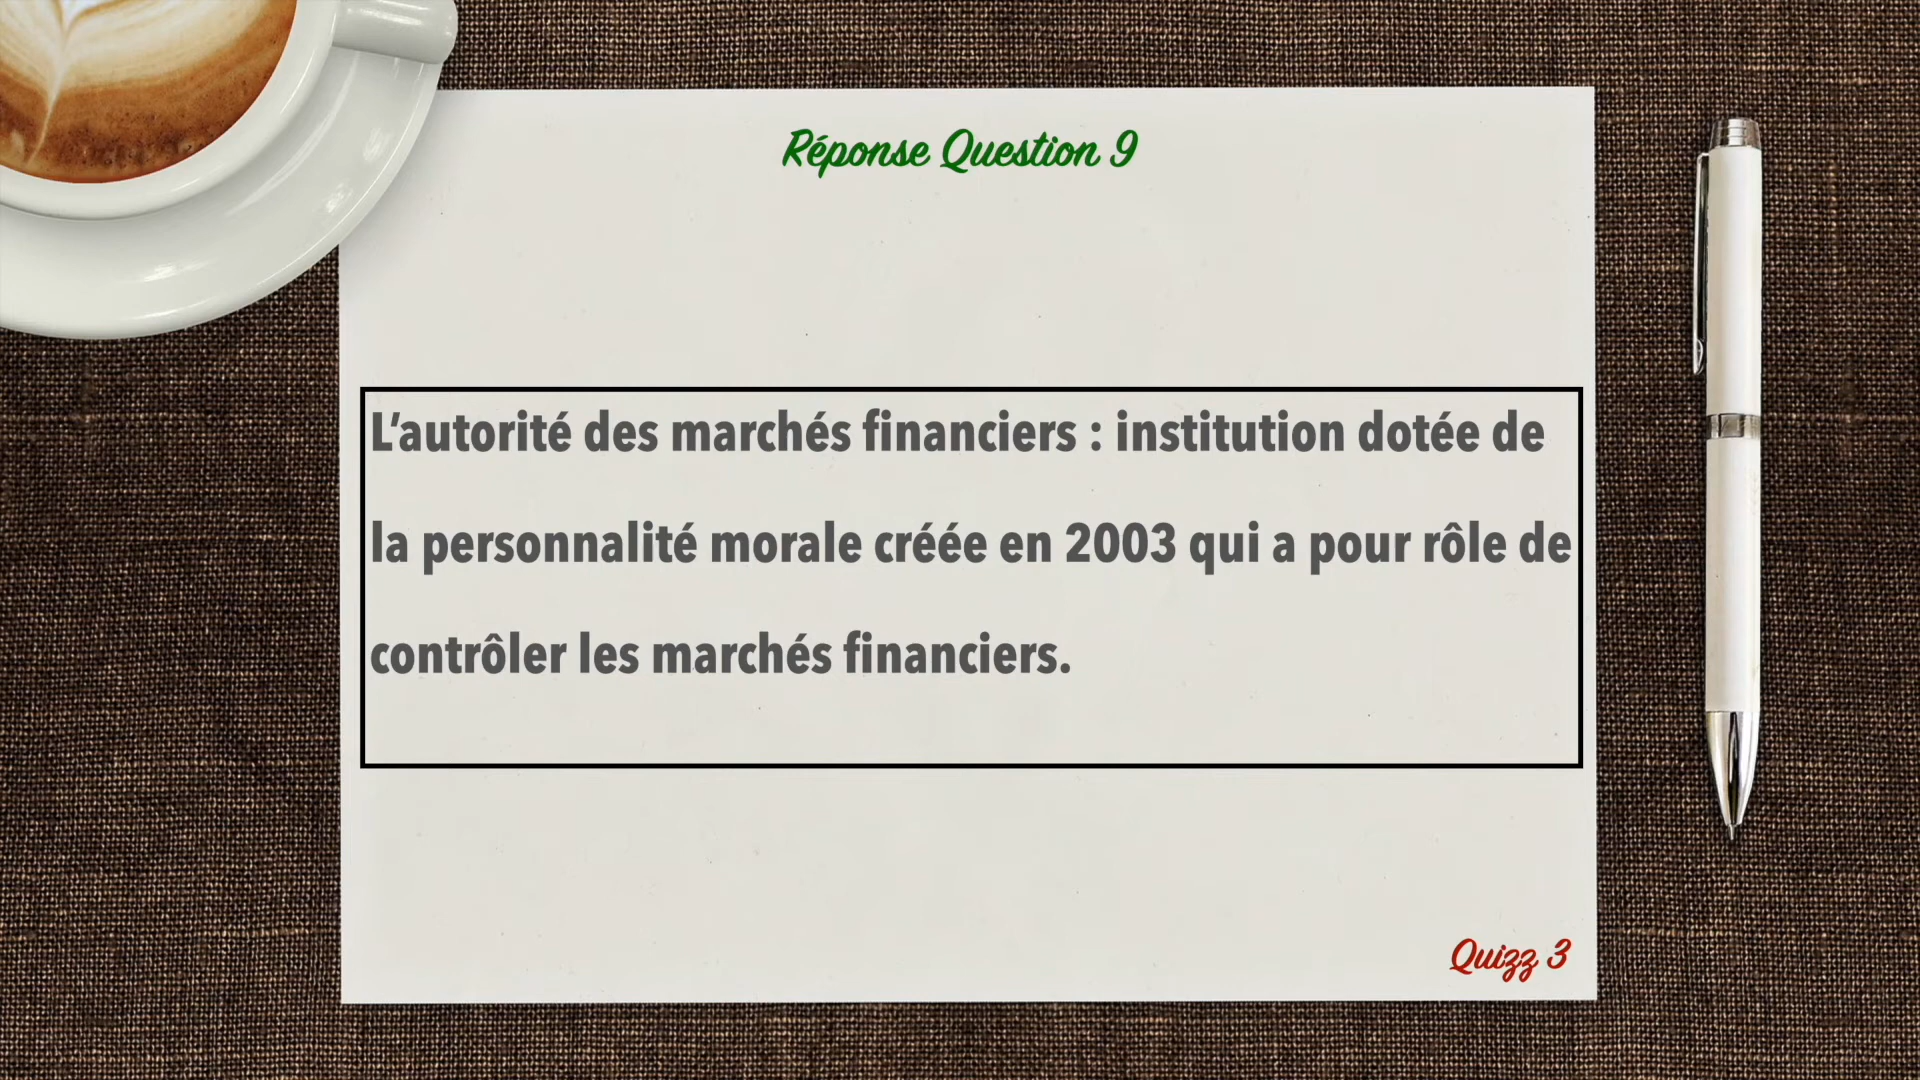 Réponse Question 9
L’autorité des marchés financiers : institution dotée de
la personnalité morale créée en 2003 qui a pour rôle de
contrôler les marchés financiers.
Quizz 3